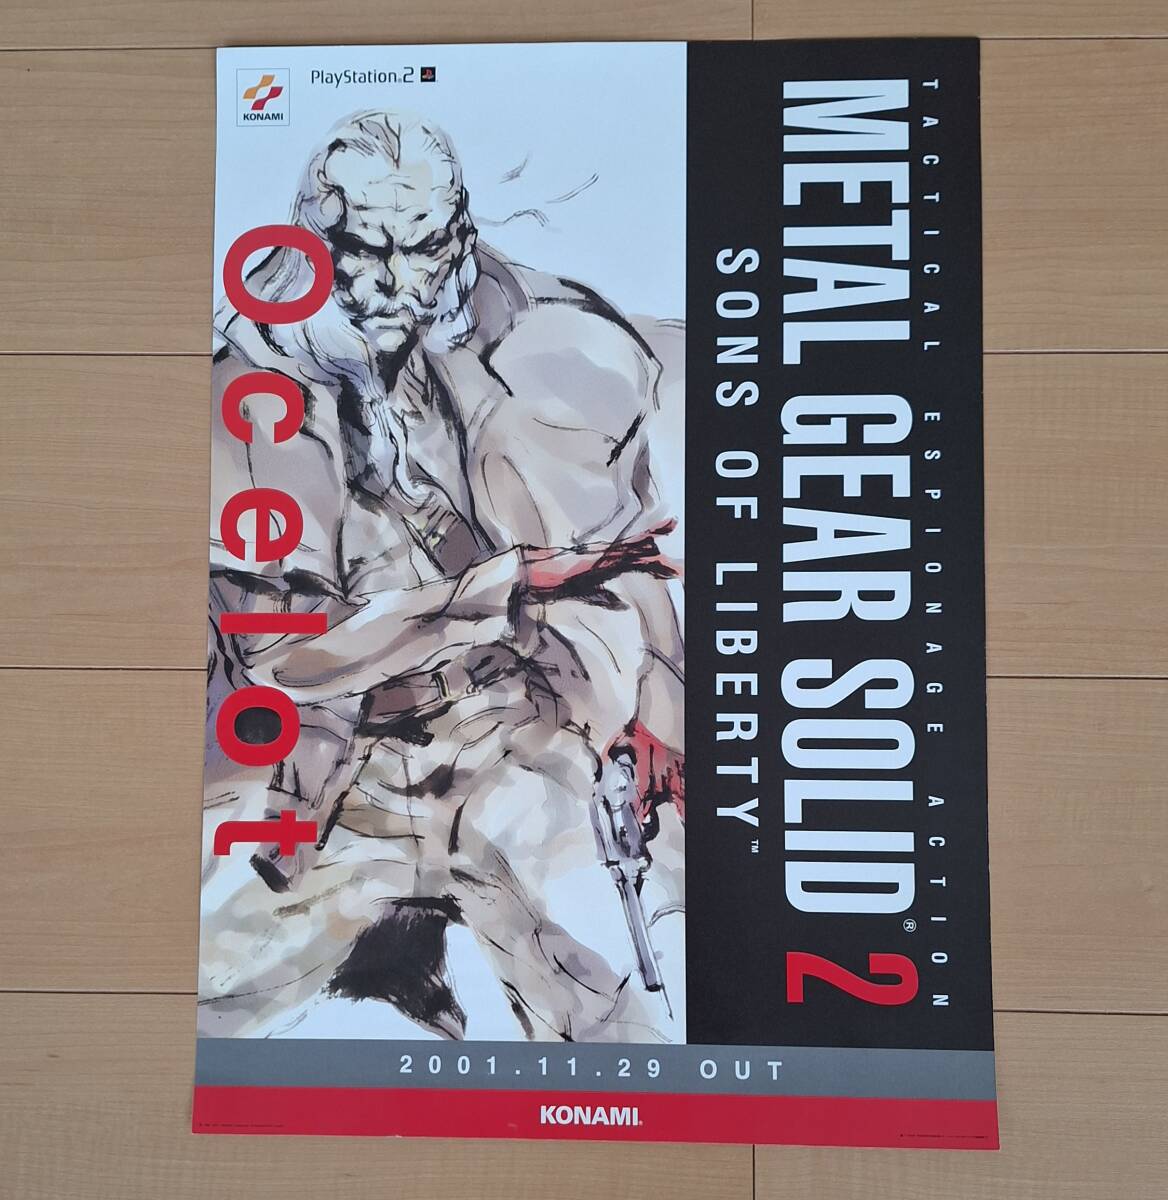 KONAMI
PlayStation®2
Ocelot
TACTICAL ESPIONAGE ACTION
METAL GEAR SOLID® 2
SONS OF LIBERTY™
2001.11.29 OUT
KONAMI®